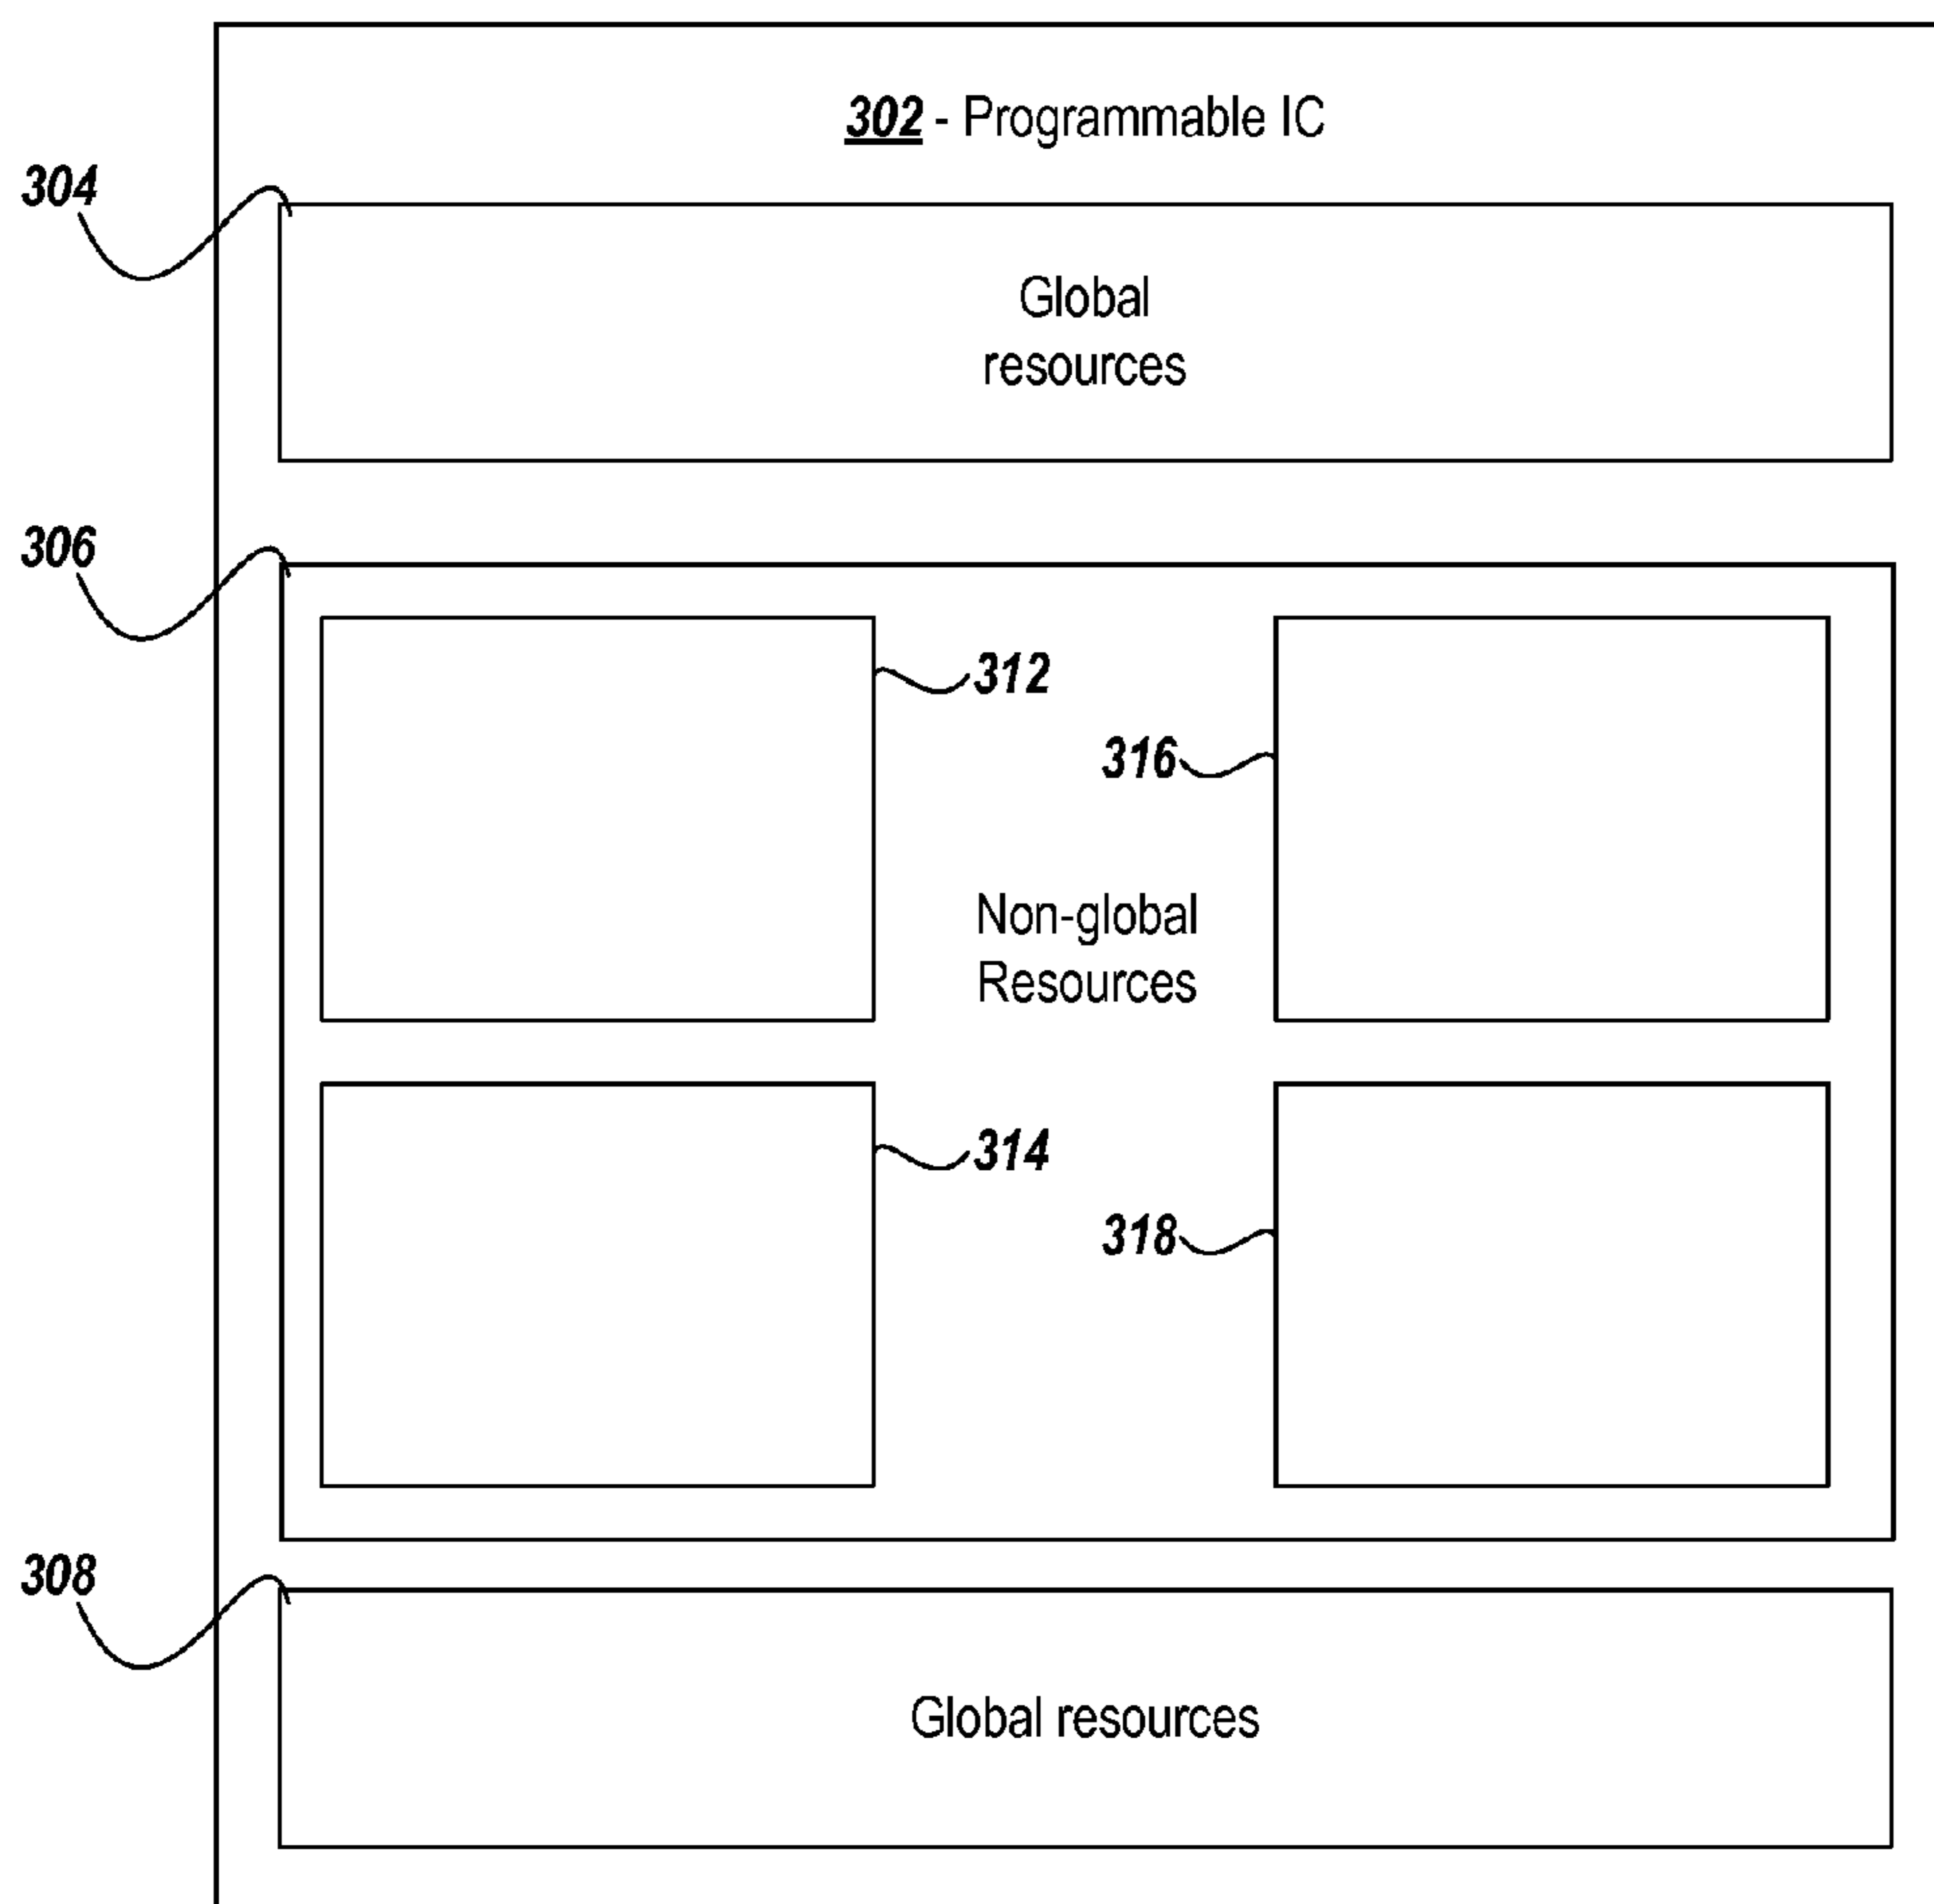 302 - Programmable IC
304
Global
resources
306
312
316
Non-global
Resources
314
318
308
Global resources